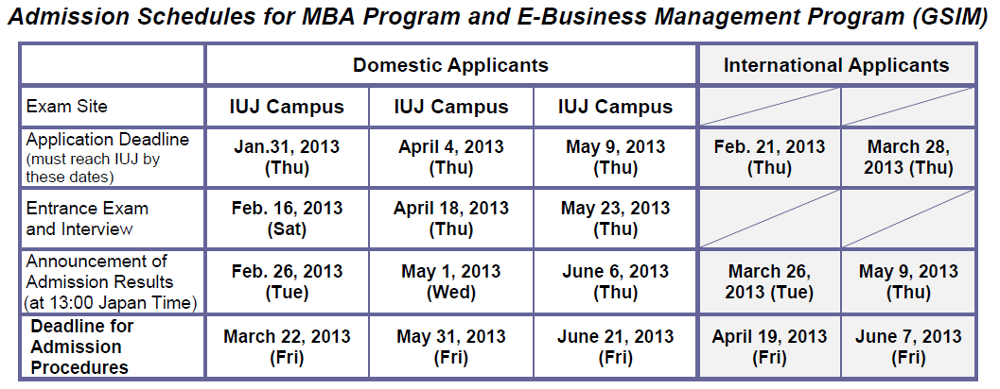 Admission Schedules for MBA Program and E-Business Management Program (GSIM)
Domestic Applicants
International Applicants
Exam Site
IUJ Campus
IUJ Campus
IUJ Campus
Application Deadline
(must reach IUJ by
these dates)
Jan.31, 2013
(Thu)
April 4, 2013
(Thu)
May 9, 2013
(Thu)
Feb. 21, 2013
(Thu)
March 28,
2013 (Thu)
Entrance Exam
and Interview
Feb. 16, 2013
(Sat)
April 18, 2013
(Thu)
May 23, 2013
(Thu)
Announcement of
Admission Results
(at 13:00 Japan Time)
Feb. 26, 2013
(Tue)
May 1, 2013
(Wed)
June 6, 2013
(Thu)
March 26,
2013 (Tue)
May 9, 2013
(Thu)
Deadline for
Admission
Procedures
March 22, 2013
(Fri)
May 31, 2013
(Fri)
June 21, 2013
(Fri)
April 19, 2013
(Fri)
June 7, 2013
(Fri)